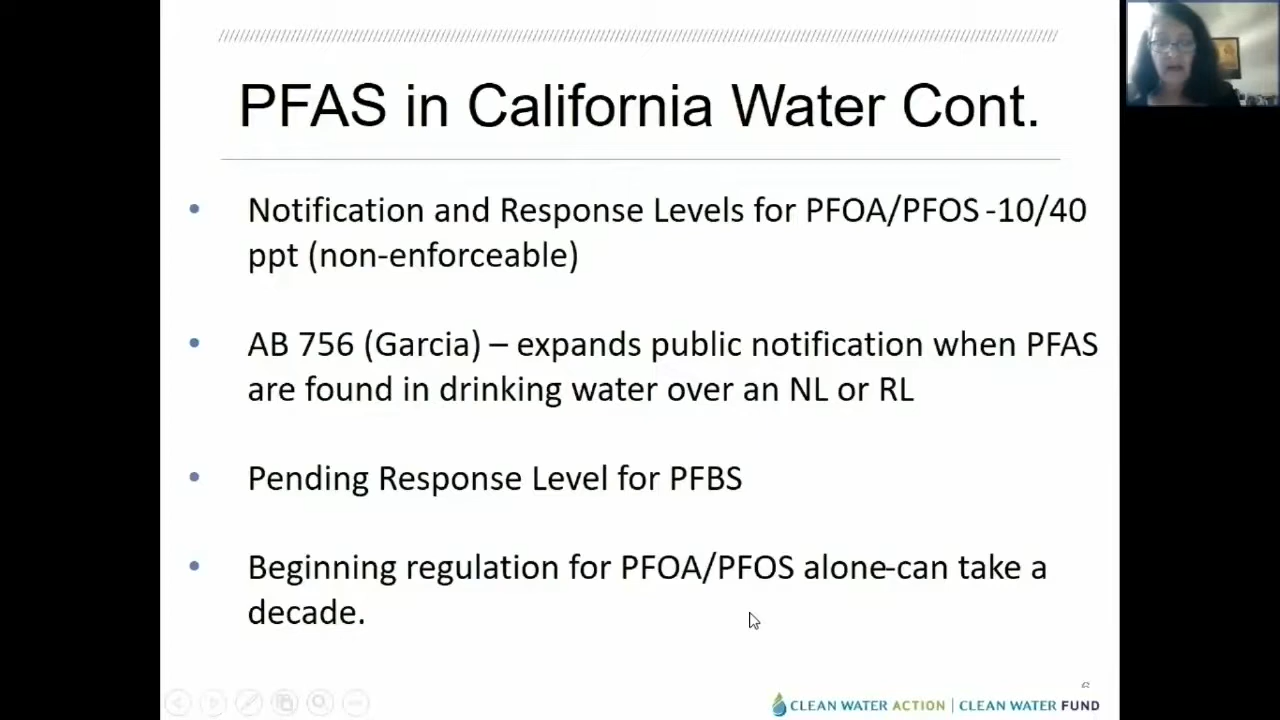 PFAS in California Water Cont.
• Notification and Response Levels for PFOA/PFOS -10/40
ppt (non-enforceable)
• AB 756 (Garcia) – expands public notification when PFAS
are found in drinking water over an NL or RL
• Pending Response Level for PFBS
• Beginning regulation for PFOA/PFOS alone-can take a
decade.
CLEAN WATER ACTION | CLEAN WATER FUND